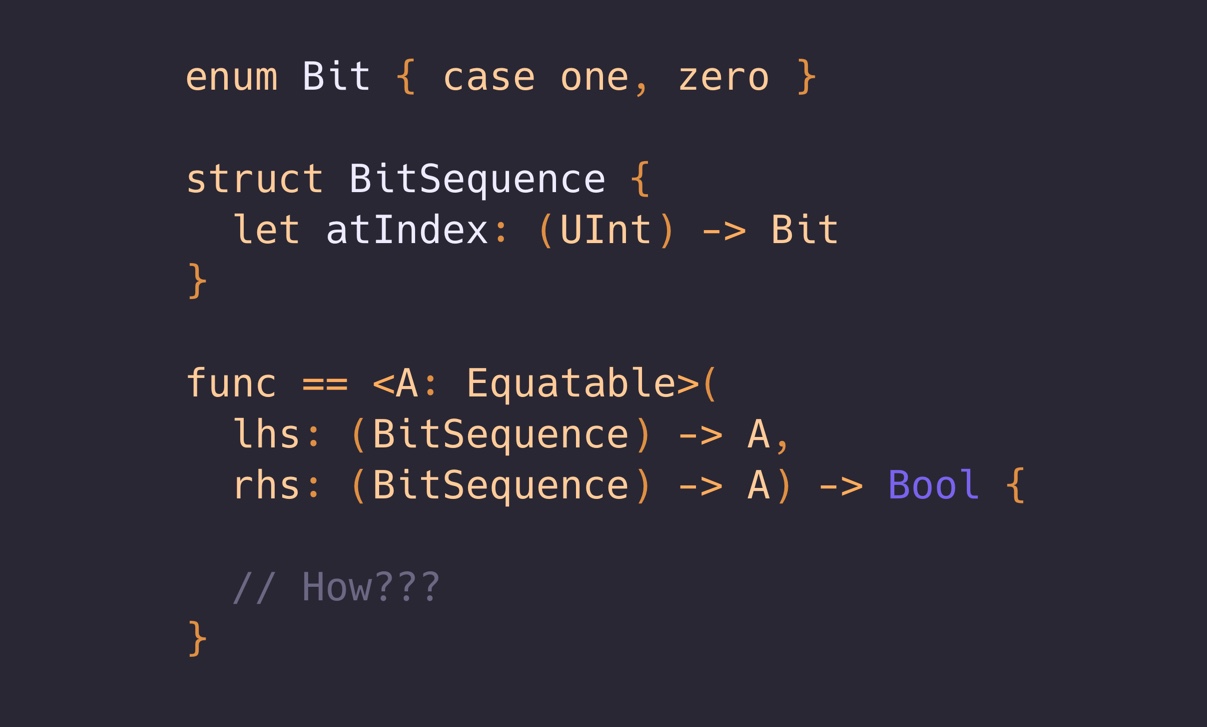 enum Bit { case one, zero }
struct BitSequence {
  let atIndex: (UInt) -> Bit
}
func == <A: Equatable>(
  lhs: (BitSequence) -> A,
  rhs: (BitSequence) -> A) -> Bool {
  // How???
}